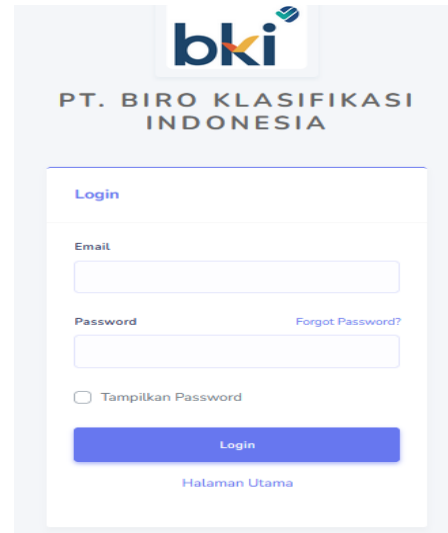 bki
PT. BIRO KLASIFIKASI
INDONESIA
Login
Email
Password
Forgot Password?
Tampilkan Password
Login
Halaman Utama